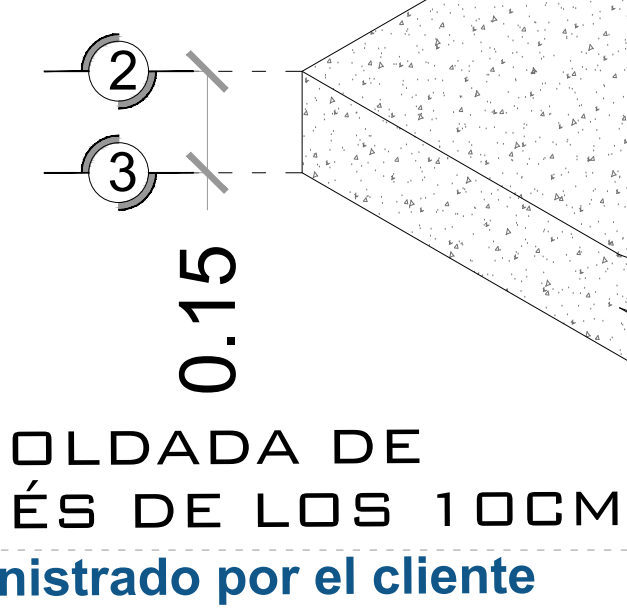 2
3
0.15
OLDADA DE
ÉS DE LOS 10CM
nistrado por el cliente